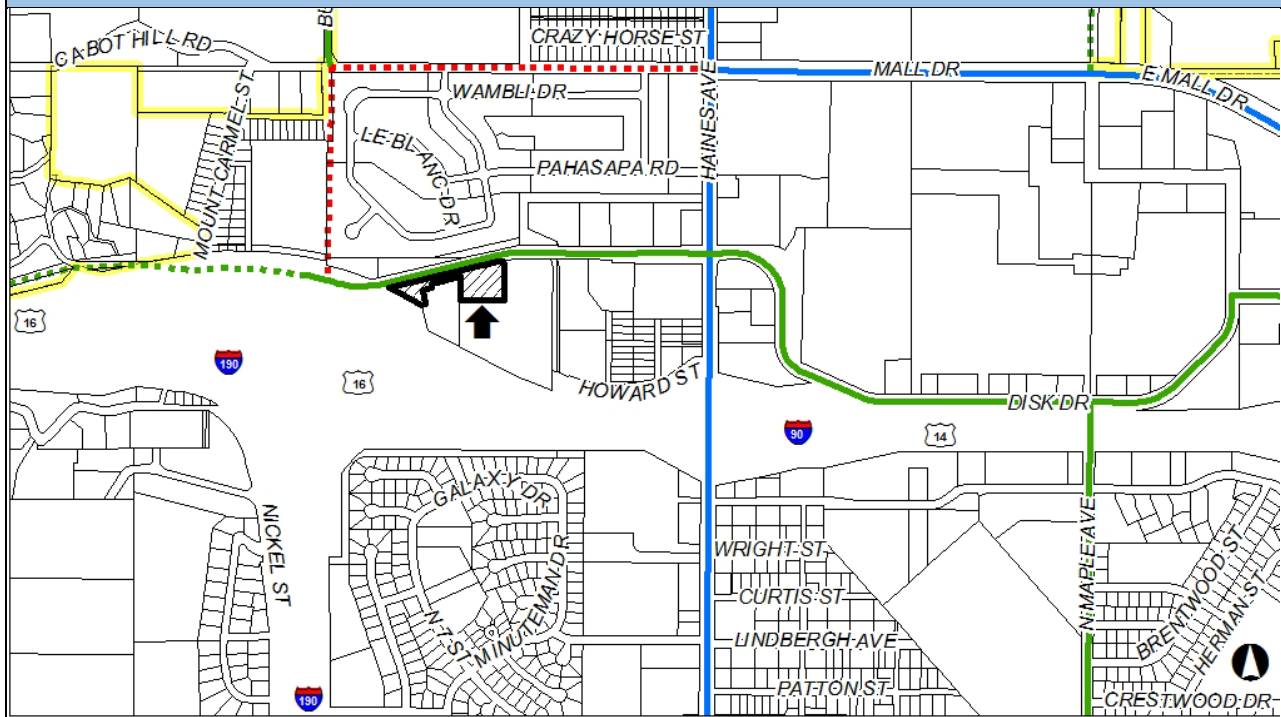 BU
CRAZY HORSE ST
CABOT HILL RD
MALL DR
E MALL DR
WAMBLI DR
MOUNT CARMEL ST
HAINES AVE
LE BLANC DR
PAHASAPA RD
16
190
16
HOWARD ST
DISK DR
90
14
GALAXY DR
NICKEL ST
N MAPLE AVE
WRIGHT ST
MINUTEMAN DR
BRENTWOOD ST
CURTIS ST
HERMAN ST
N 7 ST
LINDBERGH AVE
190
PATTON ST
CRESTWOOD DR